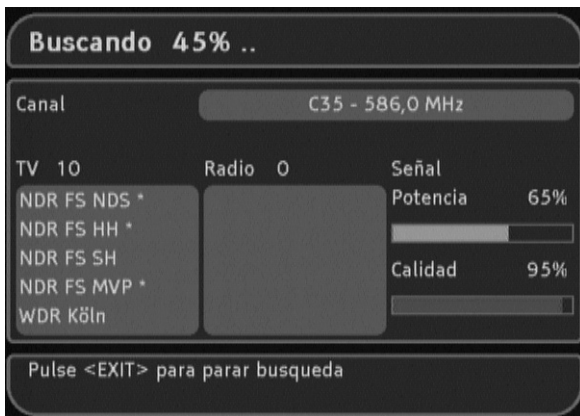 Buscando 45% ..
Canal C35 - 586,0 MHz
TV 10 Radio 0 Señal
NDR FS NDS * Potencia 65%
NDR FS HH *
NDR FS SH
Calidad 95%
NDR FS MVP *
WDR Köln
Pulse <EXIT> para parar busqueda